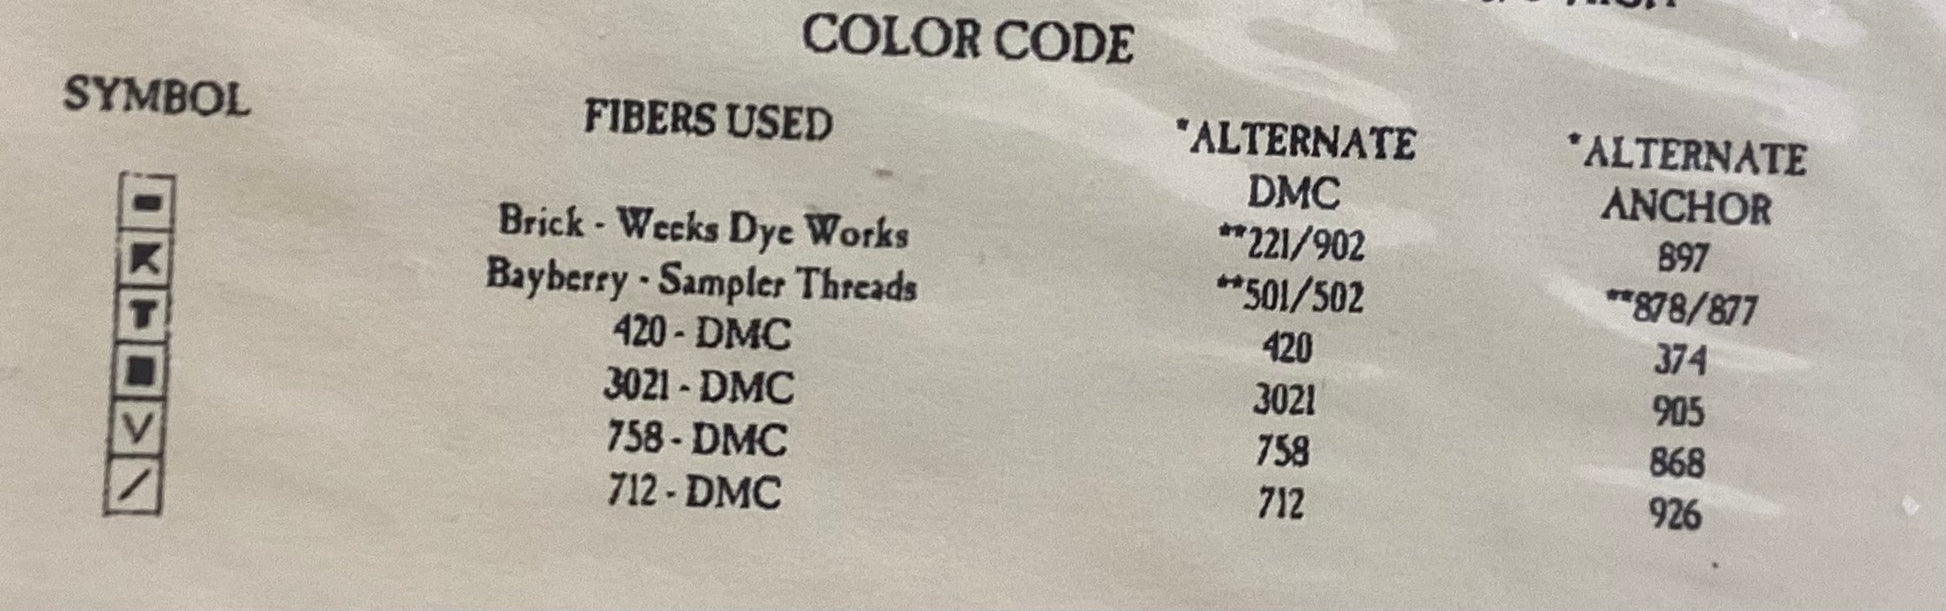 COLOR CODE
SYMBOL FIBERS USED *ALTERNATE DMC *ALTERNATE ANCHOR
Brick - Weeks Dye Works **221/902 897
Bayberry - Sampler Threads **501/502 **878/877
T 420 - DMC 420 374
3021 - DMC 3021 905
V 758 - DMC 758 868
/ 712 - DMC 712 926